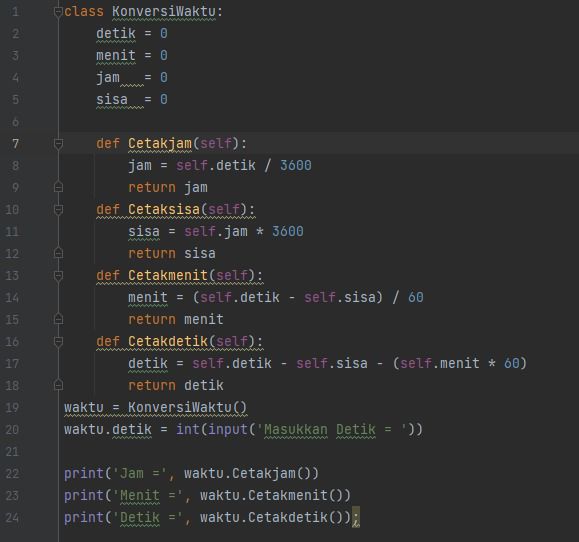 1 class KonversiWaktu:
2     detik = 0
3     menit = 0
4     jam   = 0
5     sisa  = 0
6
7     def Cetakjam(self):
8         jam = self.detik / 3600
9         return jam
10     def Cetaksisa(self):
11         sisa = self.jam * 3600
12         return sisa
13     def Cetakmenit(self):
14         menit = (self.detik - self.sisa) / 60
15         return menit
16     def Cetakdetik(self):
17         detik = self.detik - self.sisa - (self.menit * 60)
18         return detik
19 waktu = KonversiWaktu()
20 waktu.detik = int(input('Masukkan Detik = '))
21
22 print('Jam =', waktu.Cetakjam())
23 print('Menit =', waktu.Cetakmenit())
24 print('Detik =', waktu.Cetakdetik());